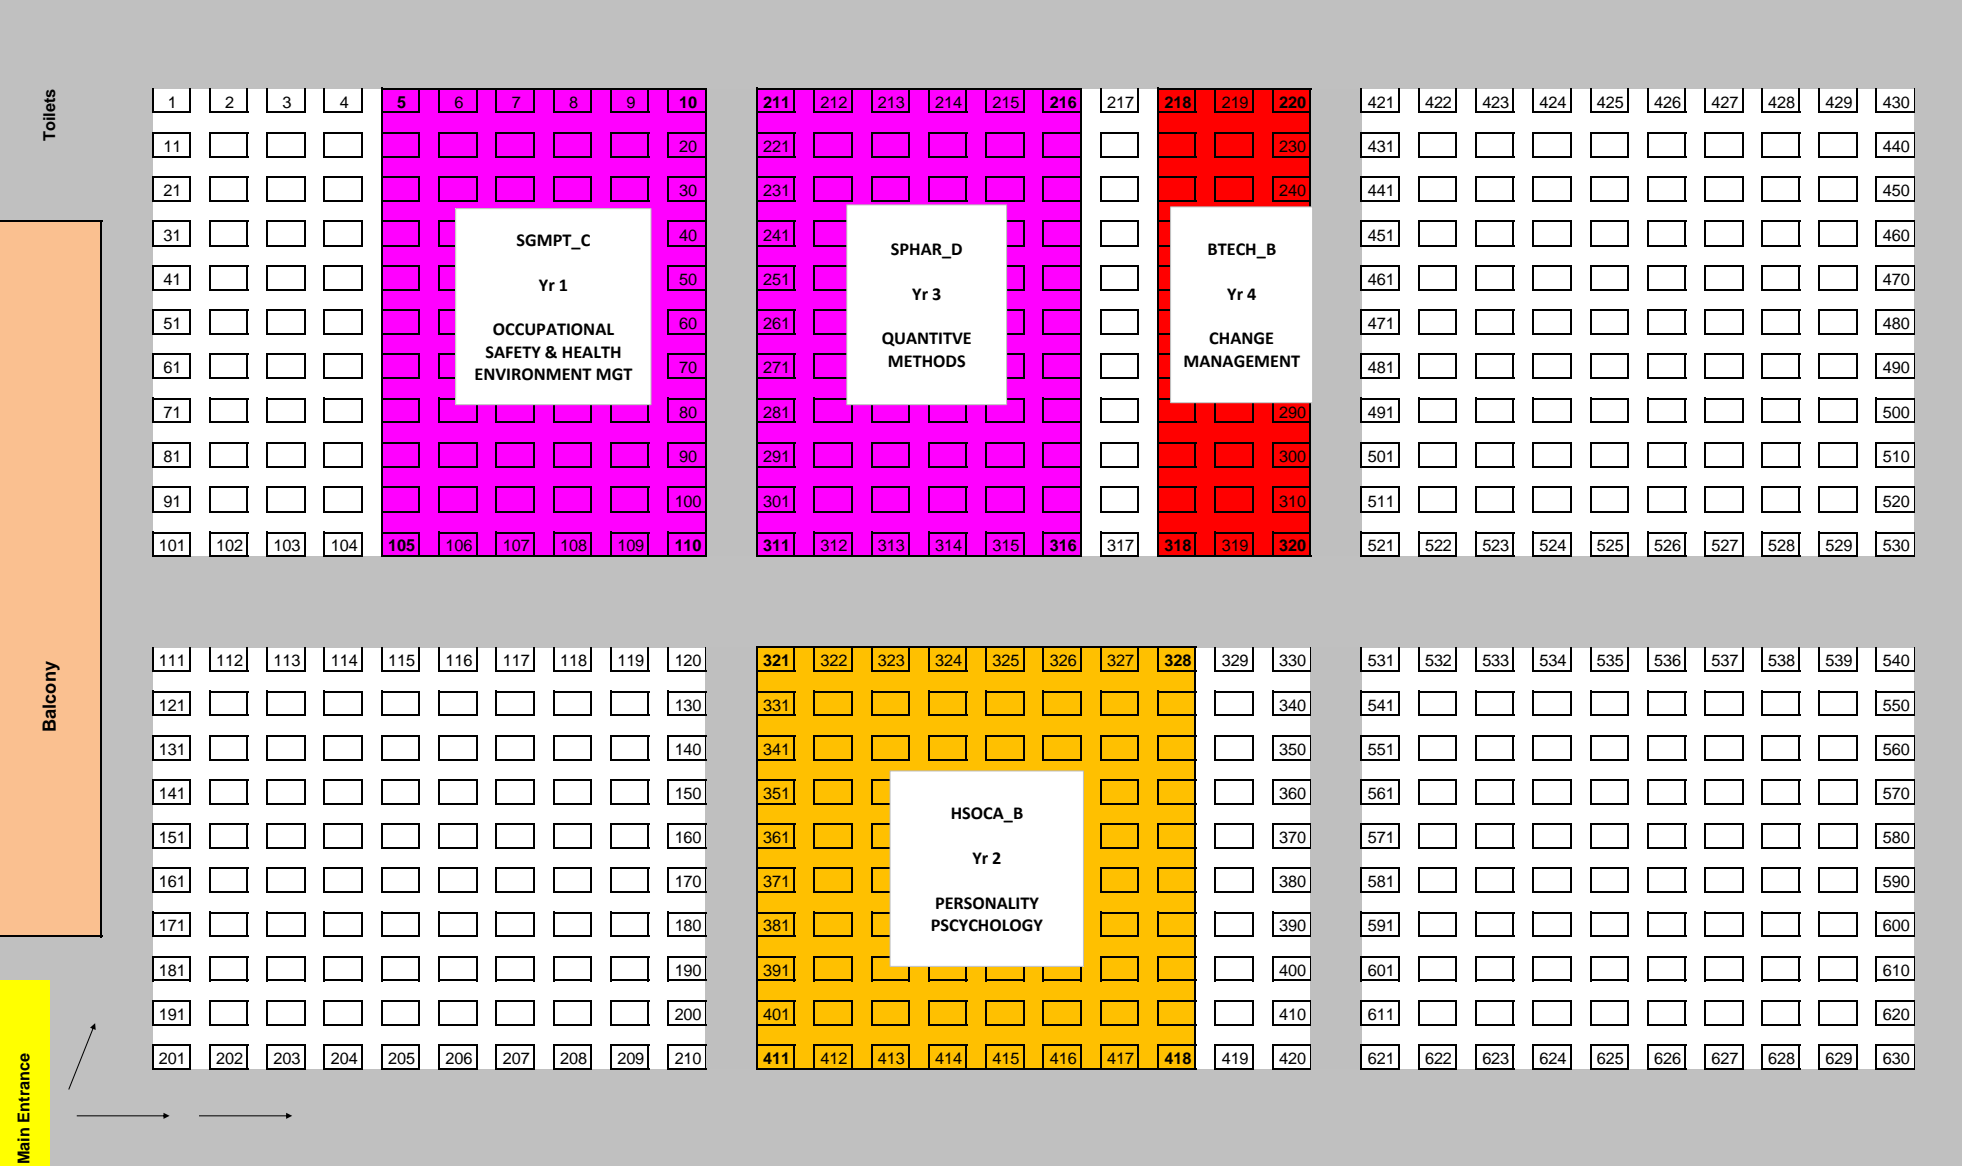 Toilets
1 2 3 4 5 6 7 8 9 10 211 212 213 214 215 216 217 218 219 220 421 422 423 424 425 426 427 428 429 430
11 20 221 230 431 440
21 30 231 240 441 450
31 40 241 451 460
41 50 251 461 470
51 60 261 471 480
61 70 271 481 490
71 80 281 290 491 500
81 90 291 300 501 510
91 100 301 310 511 520
101 102 103 104 105 106 107 108 109 110 311 312 313 314 315 316 317 318 319 320 521 522 523 524 525 526 527 528 529 530
SGMPT_C
Yr 1
OCCUPATIONAL
SAFETY & HEALTH
ENVIRONMENT MGT
SPHAR_D
Yr 3
QUANTITVE
METHODS
BTECH_B
Yr 4
CHANGE
MANAGEMENT
Balcony
111 112 113 114 115 116 117 118 119 120 321 322 323 324 325 326 327 328 329 330 531 532 533 534 535 536 537 538 539 540
121 130 331 340 541 550
131 140 341 350 551 560
141 150 351 360 561 570
151 160 361 370 571 580
161 170 371 380 581 590
171 180 381 390 591 600
181 190 391 400 601 610
191 200 401 410 611 620
201 202 203 204 205 206 207 208 209 210 411 412 413 414 415 416 417 418 419 420 621 622 623 624 625 626 627 628 629 630
HSOCA_B
Yr 2
PERSONALITY
PSCYCHOLOGY
Main Entrance